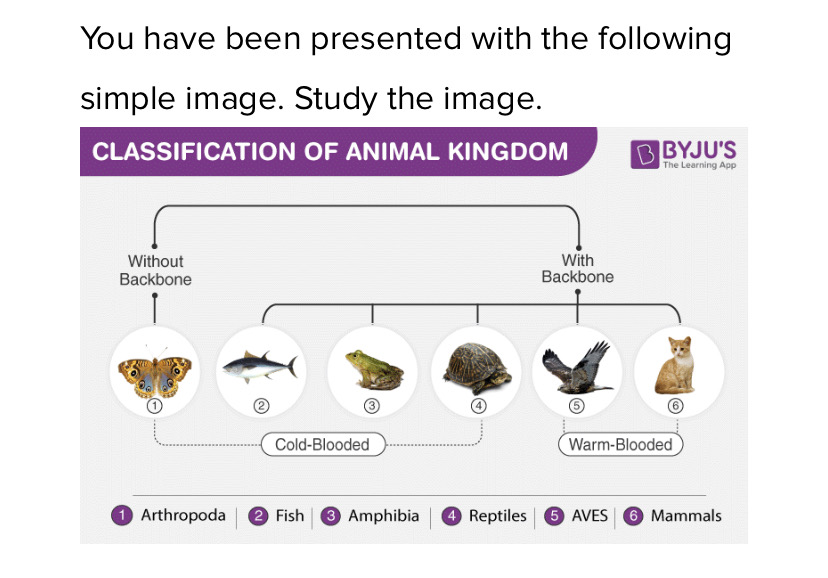 You have been presented with the following
simple image. Study the image.
CLASSIFICATION OF ANIMAL KINGDOM
BYJU'S
The Learning App
Without
Backbone
With
Backbone
1 2 3 4 5 6
Cold-Blooded Warm-Blooded
1 Arthropoda 2 Fish 3 Amphibia 4 Reptiles 5 AVES 6 Mammals